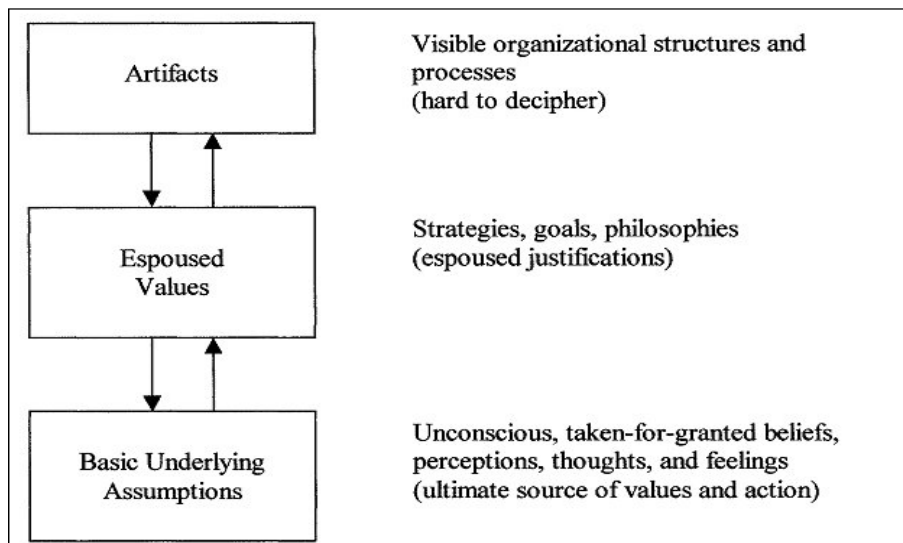 Artifacts
Visible organizational structures and
processes
(hard to decipher)
Espoused
Values
Strategies, goals, philosophies
(espoused justifications)
Basic Underlying
Assumptions
Unconscious, taken-for-granted beliefs,
perceptions, thoughts, and feelings
(ultimate source of values and action)